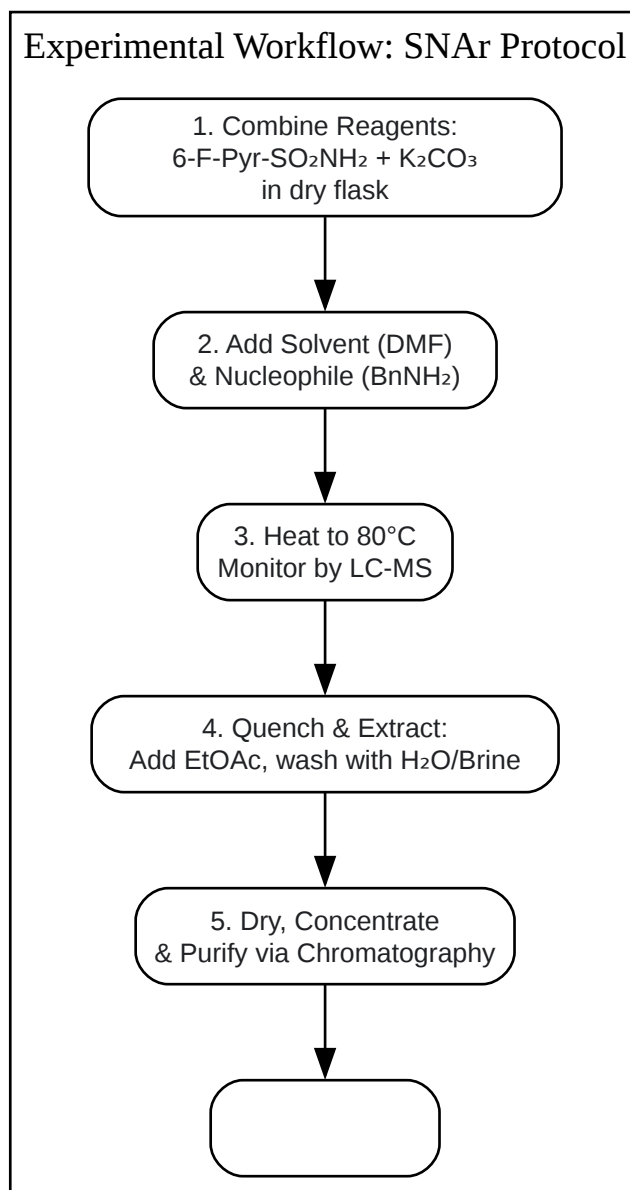 Experimental Workflow: SNAr Protocol
1. Combine Reagents:
6-F-Pyr-SO₂NH₂ + K₂CO₃
in dry flask
2. Add Solvent (DMF)
& Nucleophile (BnNH₂)
3. Heat to 80°C
Monitor by LC-MS
4. Quench & Extract:
Add EtOAc, wash with H₂O/Brine
5. Dry, Concentrate
& Purify via Chromatography